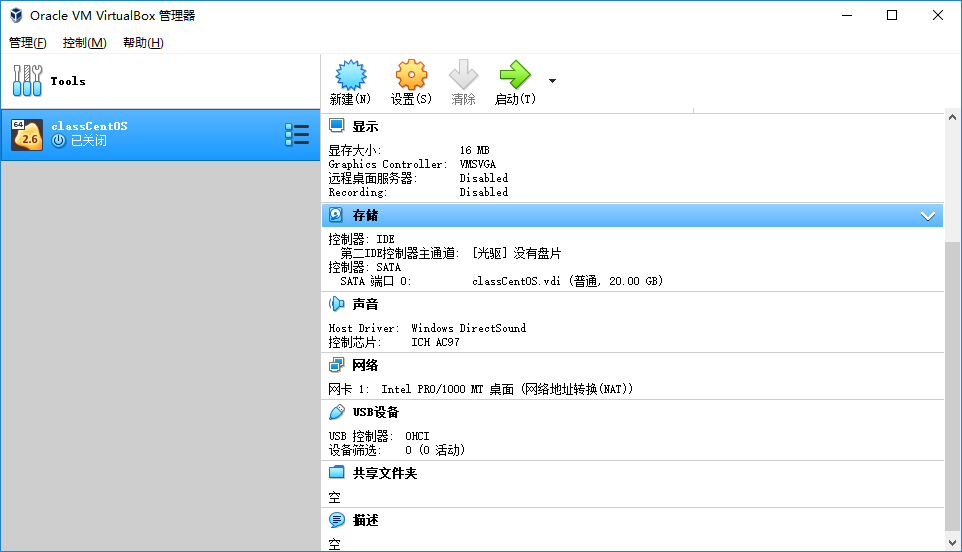 Oracle VM VirtualBox 管理器
管理(F) 控制(M) 帮助(H)
Tools
新建(N) 设置(S) 清除 启动(T)
64
2.6
classCentOS
已关闭
显示
显存大小: 16 MB
Graphics Controller: VMSVGA
远程桌面服务器: Disabled
Recording: Disabled
存储
控制器: IDE
第二IDE控制器主通道: [光驱] 没有盘片
控制器: SATA
SATA 端口 0: classCentOS.vdi (普通, 20.00 GB)
声音
Host Driver: Windows DirectSound
控制芯片: ICH AC97
网络
网卡 1: Intel PRO/1000 MT 桌面 (网络地址转换(NAT))
USB设备
USB 控制器: OHCI
设备筛选: 0 (0 活动)
共享文件夹
空
描述
空